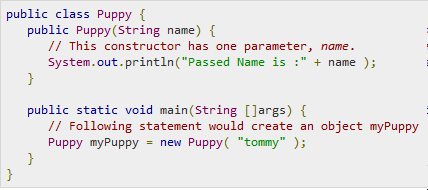 public class Puppy {
public Puppy(String name) {
// This constructor has one parameter, name.
System.out.println("Passed Name is :" + name );
}
public static void main(String []args) {
// Following statement would create an object myPuppy
Puppy myPuppy = new Puppy( "tommy" );
}
}